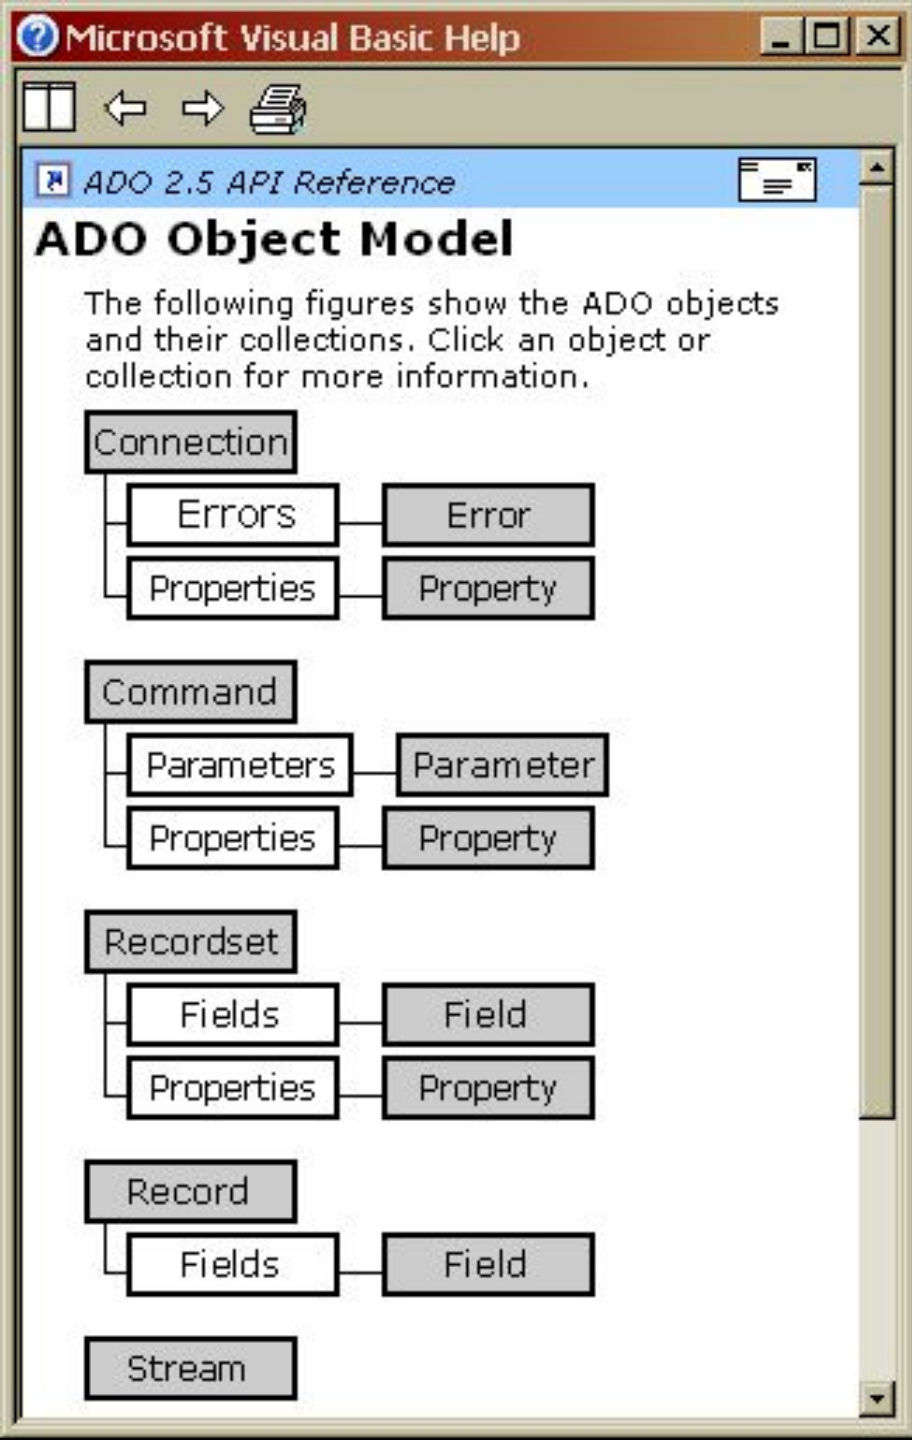 Microsoft Visual Basic Help
ADO 2.5 API Reference
ADO Object Model
The following figures show the ADO objects
and their collections. Click an object or
collection for more information.
Connection
Errors Error
Properties Property
Command
Parameters Parameter
Properties Property
Recordset
Fields Field
Properties Property
Record
Fields Field
Stream